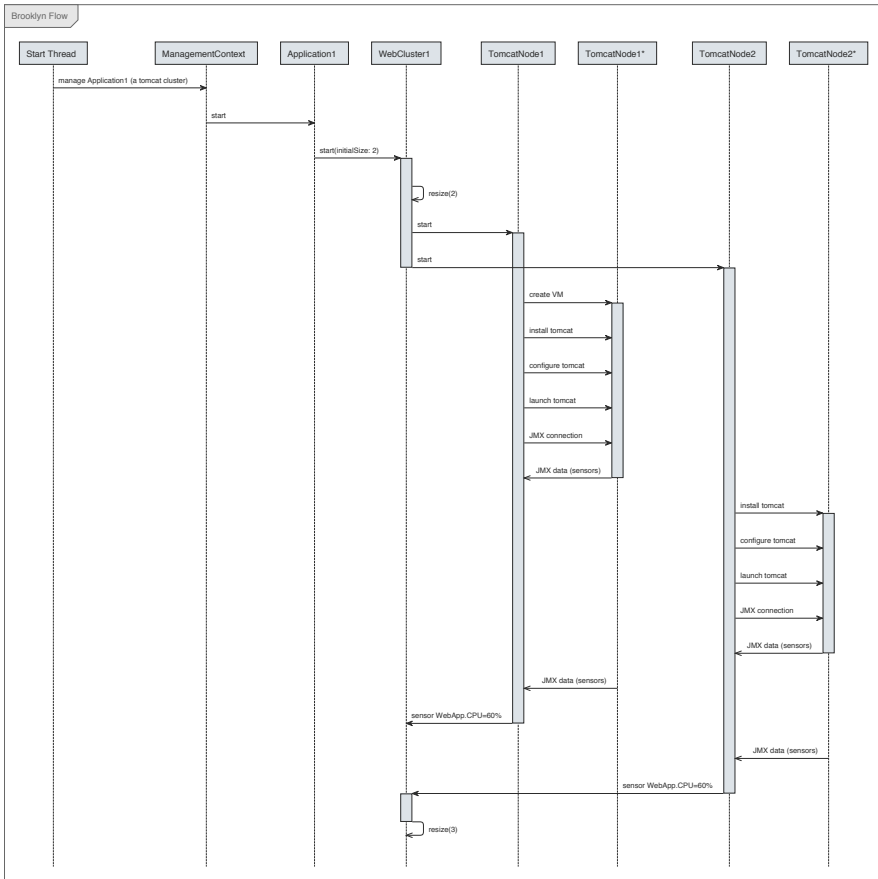 Brooklyn Flow
Start Thread
ManagementContext
Application1
WebCluster1
TomcatNode1
TomcatNode1*
TomcatNode2
TomcatNode2*
manage Application1 (a tomcat cluster)
start
start(initialSize: 2)
resize(2)
start
start
create VM
install tomcat
configure tomcat
launch tomcat
JMX connection
JMX data (sensors)
install tomcat
configure tomcat
launch tomcat
JMX connection
JMX data (sensors)
JMX data (sensors)
sensor WebApp.CPU=60%
JMX data (sensors)
sensor WebApp.CPU=60%
resize(3)